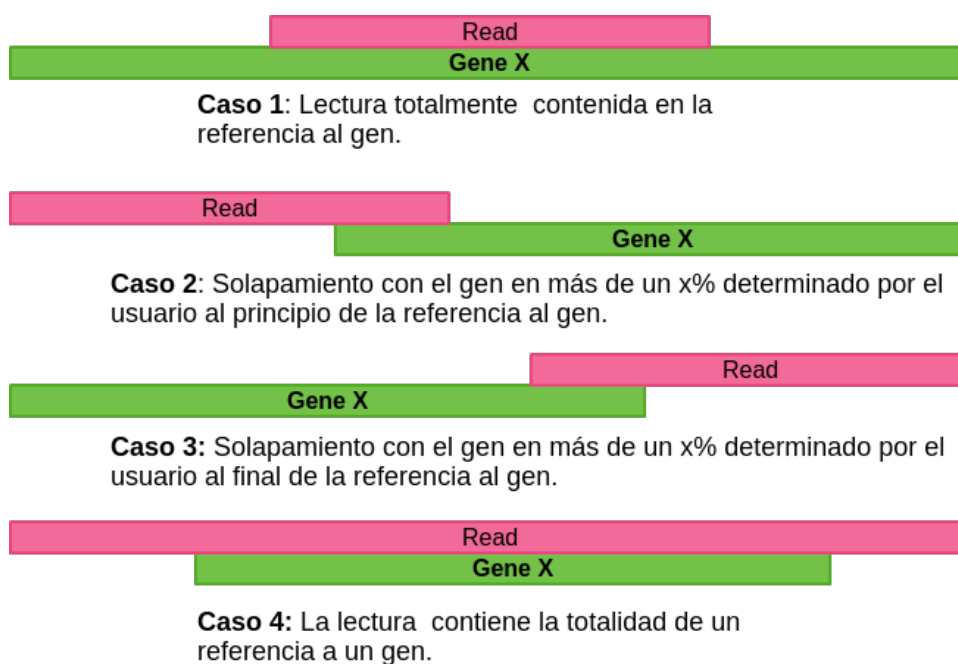 Read
Gene X
Caso 1: Lectura totalmente  contenida en la
referencia al gen.
Read
Gene X
Caso 2: Solapamiento con el gen en más de un x% determinado por el
usuario al principio de la referencia al gen.
Read
Gene X
Caso 3: Solapamiento con el gen en más de un x% determinado por el
usuario al final de la referencia al gen.
Read
Gene X
Caso 4: La lectura  contiene la totalidad de un
referencia a un gen.